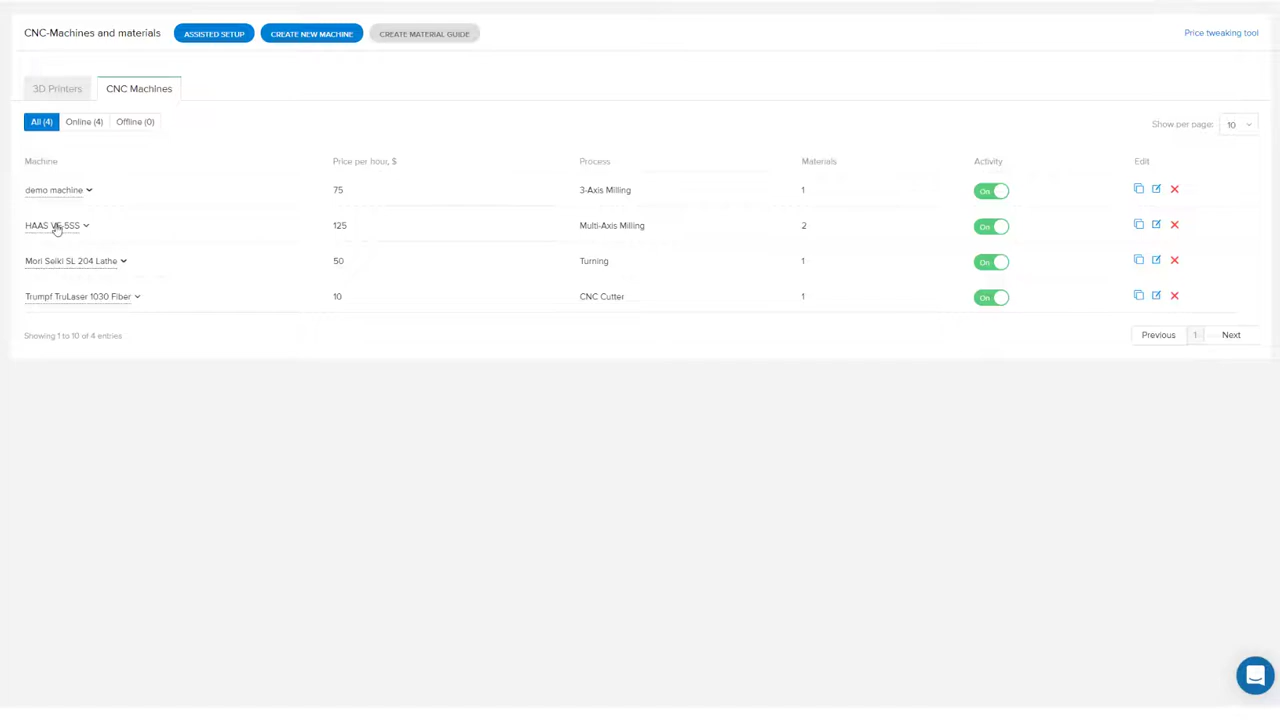 CNC-Machines and materials ASSISTED SETUP CREATE NEW MACHINE CREATE MATERIAL GUIDE Price tweaking tool
3D Printers CNC Machines
All (4) Online (4) Offline (0)
Show per page: 10
Machine Price per hour, $ Process Materials Activity Edit
demo machine 75 3-Axis Milling 1 On
HAAS 5SS 125 Multi-Axis Milling 2 On
Mori Seiki SL 204 Lathe 50 Turning 1 On
Trumpf TruLaser 1030 Fiber 10 CNC Cutter 1 On
Showing 1 to 10 of 4 entries Previous 1 Next